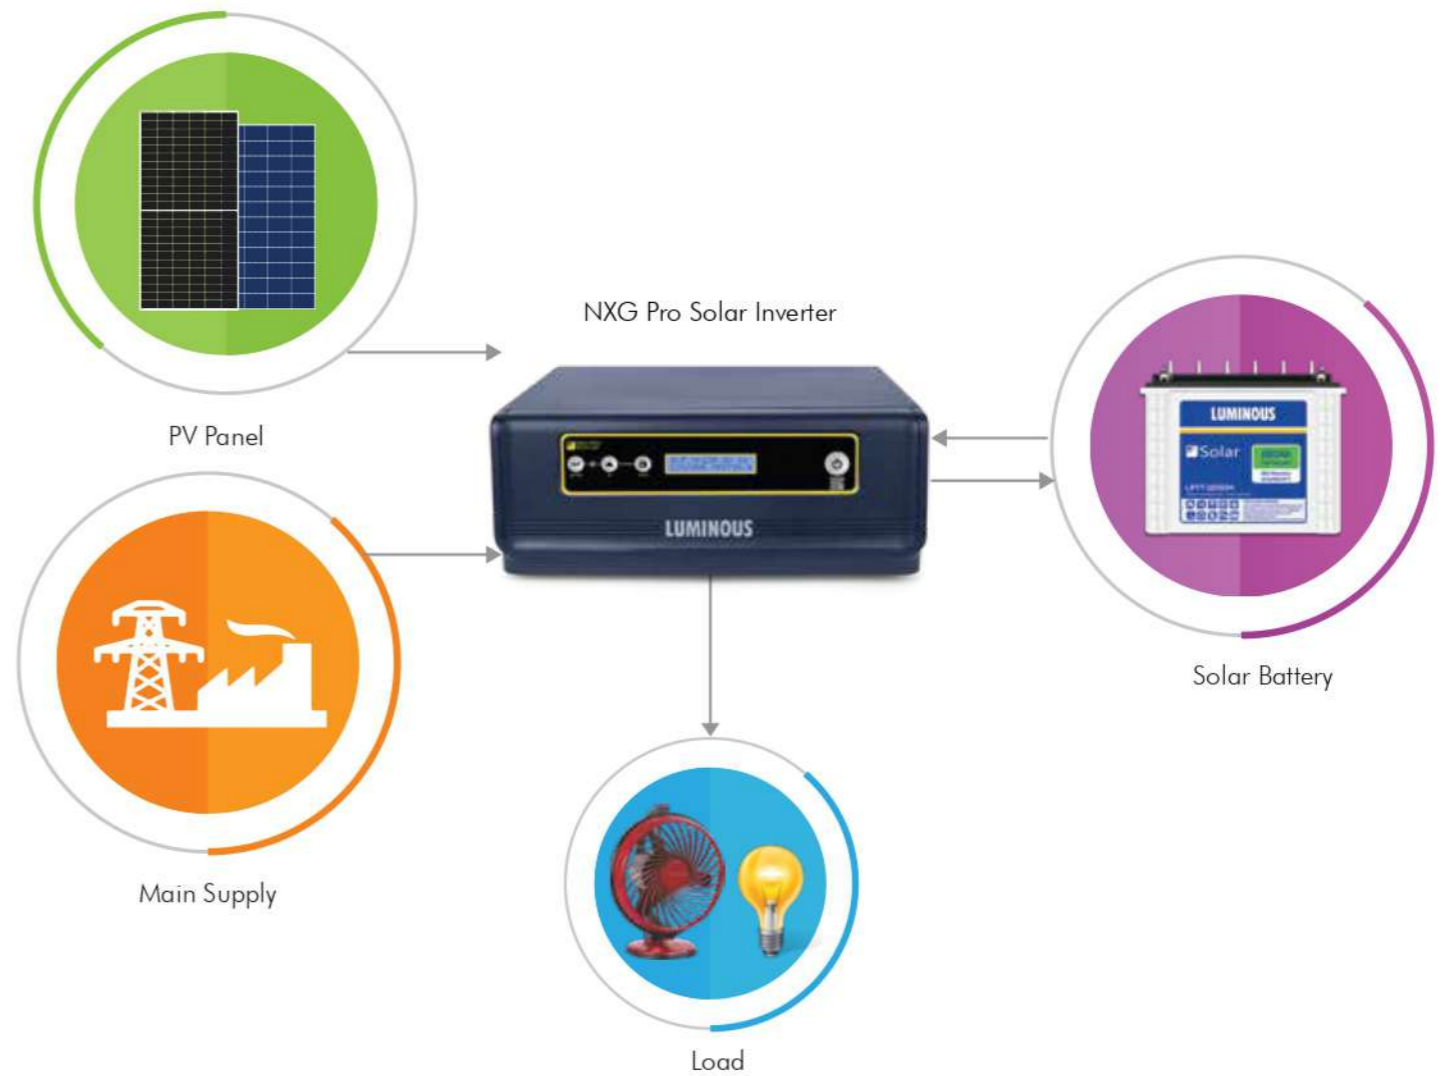 NXG Pro Solar Inverter
PV Panel
LUMINOUS
LUMINOUS
Solar
Solar Battery
Main Supply
Load